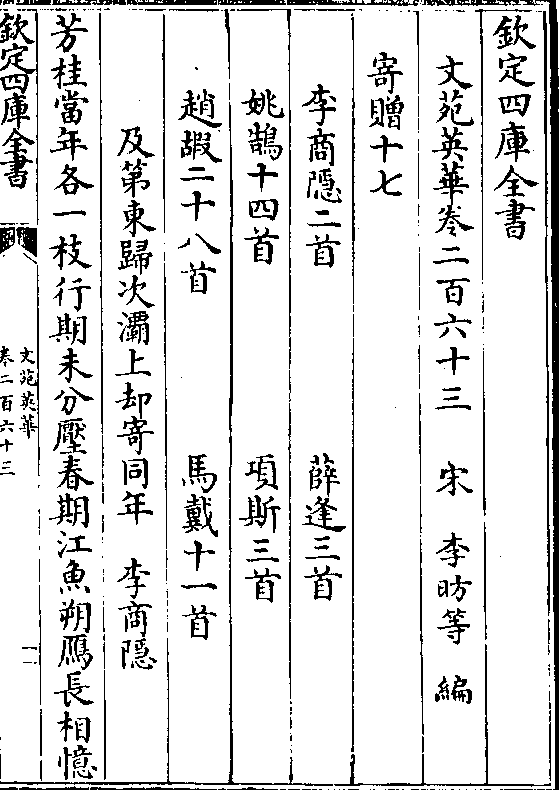 欽定四庫全書
文苑英華卷二百六十三　宋　李昉等　編
寄贈十七
李商隱二首　薛逢三首
姚鵠十四首　項斯三首
趙嘏二十八首　馬戴十一首
及第東歸次灞上却寄同年　李商隱
芳桂當年各一枝行期未分壓春期江魚朔鴈長相憶
欽定四庫全書
文苑英華
卷二百六十三
一